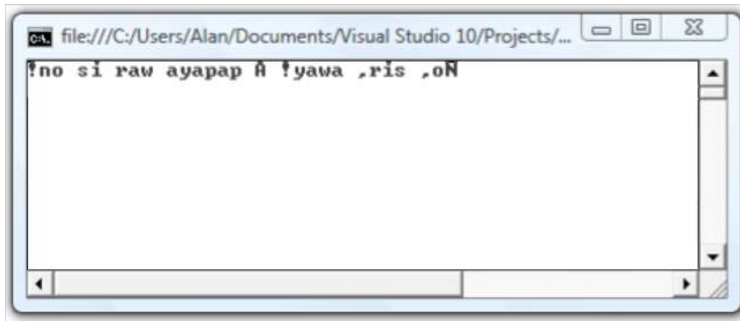 file:///C:/Users/Alan/Documents/Visual Studio 10/Projects/...
!no si raw ayapap A !yawa ,ris ,oN